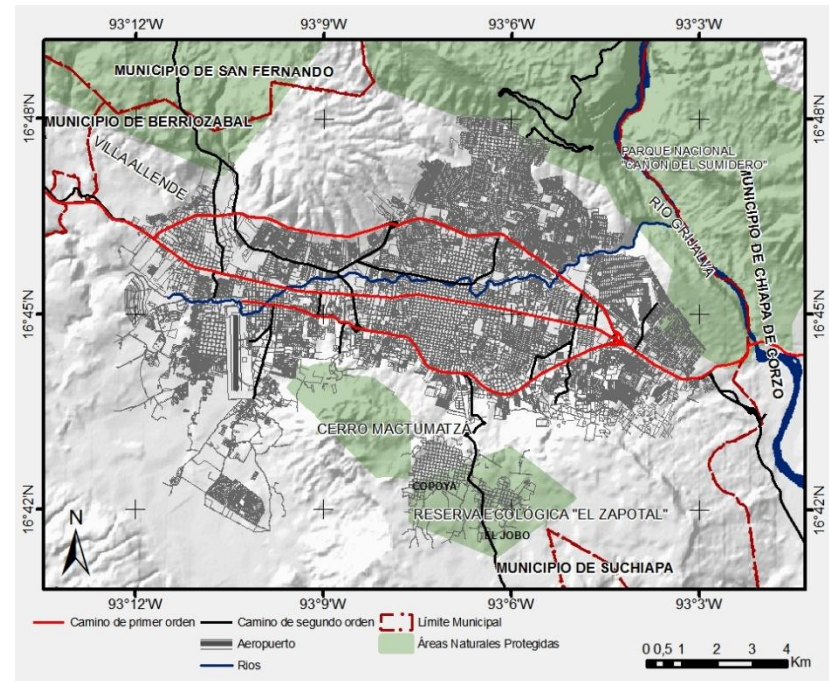 93°12'W 93°9'W 93°6'W 93°3'W
MUNICIPIO DE SAN FERNANDO
16°48'N 16°48'N
MUNICIPIO DE BERRIOZABAL
VILLA ALLENDE
PARQUE NACIONAL
"CAÑON DEL SUMIDERO"
MUNICIPIO DE CHIAPA DE CORZO
RIO GRIJALVA
16°45'N 16°45'N
CERRO MACTUMATZÁ
COPOYA
16°42'N 16°42'N
RESERVA ECOLÓGICA "EL ZAPOTAL"
EL JOBO
N
MUNICIPIO DE SUCHIAPA
93°12'W 93°9'W 93°6'W 93°3'W
Camino de primer orden Camino de segundo orden Límite Municipal
Aeropuerto Áreas Naturales Protegidas
Rios
0 0,5 1 2 3 4
Km